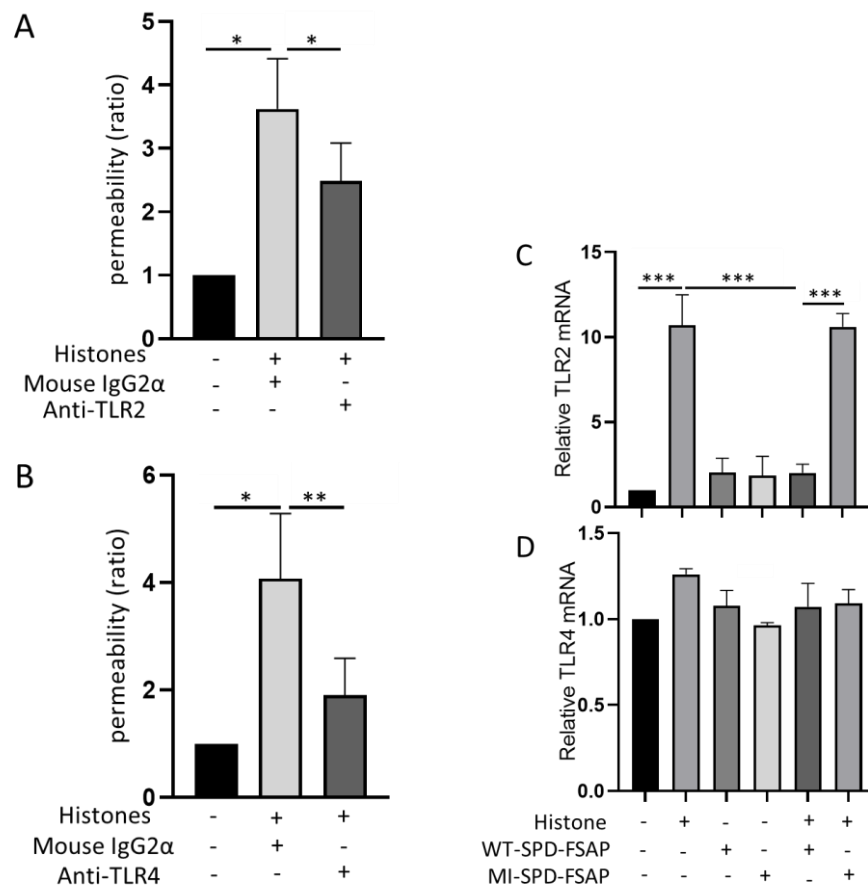 A
permeability (ratio)
5
4
3
2
1
0
* *
Histones - + +
Mouse IgG2α - + -
Anti-TLR2 - - +
B
permeability (ratio)
6
4
2
0
* **
Histones - + +
Mouse IgG2α - + -
Anti-TLR4 - - +
C
Relative TLR2 mRNA
15
10
5
0
*** *** ***
D
Relative TLR4 mRNA
1.5
1.0
0.5
0.0
Histone - + - - + +
WT-SPD-FSAP - - + - + -
MI-SPD-FSAP - - - + - +